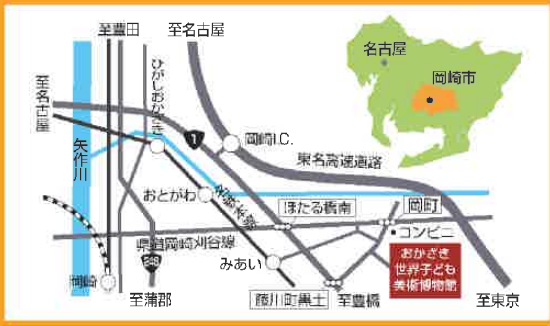 至豊田
至名古屋
名古屋
岡崎市
至名古屋
ひがしおかざき
1
岡崎I.C.
矢作川
東名高速道路
おとがわ
名鉄本線
ほたる橋南
岡町
コンビニ
県道岡崎刈谷線
みあい
248
岡崎
おかざき
世界子ども
美術博物館
至蒲郡
藤川町黒土
至豊橋
至東京